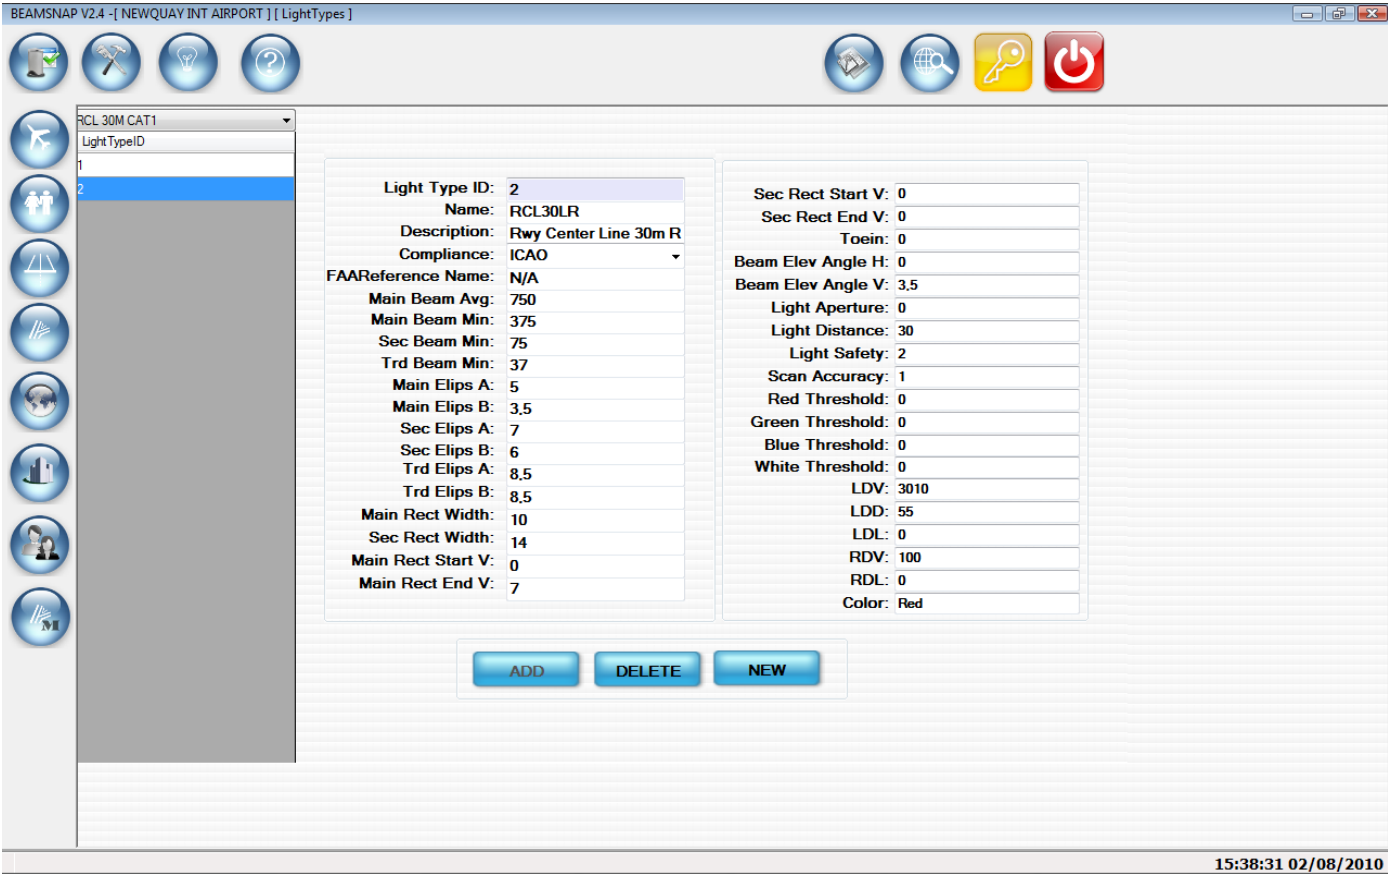 BEAMSNAP V2.4 -[ NEWQUAY INT AIRPORT ] [ LightTypes ]
RCL 30M CAT1
LightTypeID
1
2
Light Type ID: 2
Name: RCL30LR
Description: Rwy Center Line 30m R
Compliance: ICAO
FAAReference Name: N/A
Main Beam Avg: 750
Main Beam Min: 375
Sec Beam Min: 75
Trd Beam Min: 37
Main Elips A: 5
Main Elips B: 3,5
Sec Elips A: 7
Sec Elips B: 6
Trd Elips A: 8,5
Trd Elips B: 8,5
Main Rect Width: 10
Sec Rect Width: 14
Main Rect Start V: 0
Main Rect End V: 7
Sec Rect Start V: 0
Sec Rect End V: 0
Toein: 0
Beam Elev Angle H: 0
Beam Elev Angle V: 3,5
Light Aperture: 0
Light Distance: 30
Light Safety: 2
Scan Accuracy: 1
Red Threshold: 0
Green Threshold: 0
Blue Threshold: 0
White Threshold: 0
LDV: 3010
LDD: 55
LDL: 0
RDV: 100
RDL: 0
Color: Red
ADD DELETE NEW
M
15:38:31 02/08/2010